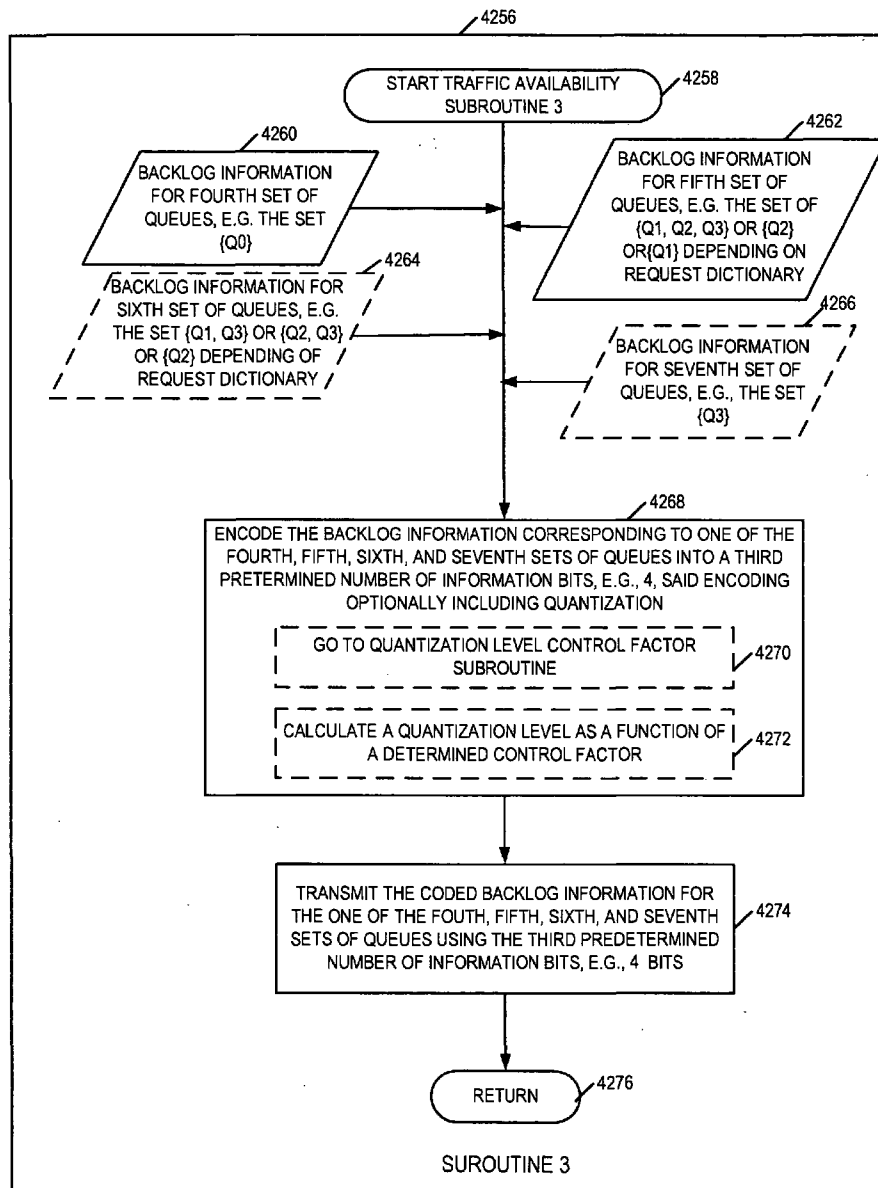 4256
START TRAFFIC AVAILABILITY
SUBROUTINE 3
4258
4260
BACKLOG INFORMATION
FOR FOURTH SET OF
QUEUES, E.G. THE SET
{Q0}
4262
BACKLOG INFORMATION
FOR FIFTH SET OF
QUEUES, E.G. THE SET OF
{Q1, Q2, Q3} OR {Q2}
OR{Q1} DEPENDING ON
REQUEST DICTIONARY
4264
BACKLOG INFORMATION FOR
SIXTH SET OF QUEUES, E.G.
THE SET {Q1, Q3} OR {Q2, Q3}
OR {Q2} DEPENDING OF
REQUEST DICTIONARY
4266
BACKLOG INFORMATION
FOR SEVENTH SET OF
QUEUES, E.G., THE SET
{Q3}
4268
ENCODE THE BACKLOG INFORMATION CORRESPONDING TO ONE OF THE
FOURTH, FIFTH, SIXTH, AND SEVENTH SETS OF QUEUES INTO A THIRD
PRETERMINED NUMBER OF INFORMATION BITS, E.G., 4, SAID ENCODING
OPTIONALLY INCLUDING QUANTIZATION
GO TO QUANTIZATION LEVEL CONTROL FACTOR
SUBROUTINE
4270
CALCULATE A QUANTIZATION LEVEL AS A FUNCTION OF
A DETERMINED CONTROL FACTOR
4272
TRANSMIT THE CODED BACKLOG INFORMATION FOR
THE ONE OF THE FOUTH, FIFTH, SIXTH, AND SEVENTH
SETS OF QUEUES USING THE THIRD PREDETERMINED
NUMBER OF INFORMATION BITS, E.G., 4 BITS
4274
RETURN
4276
SUROUTINE 3